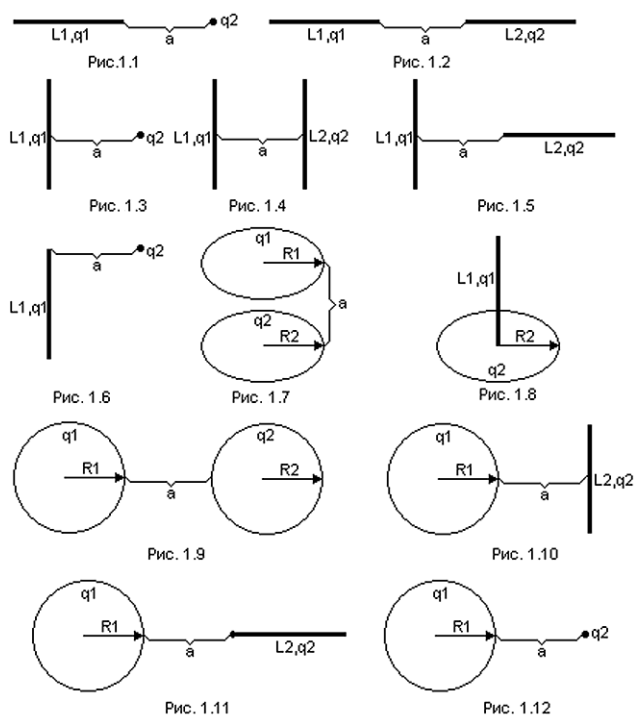 L1,q1 a q2
Рис.1.1
L1,q1 a L2,q2
Рис.1.2
L1,q1 a q2
Рис. 1.3
L1,q1 a L2,q2
Рис. 1.4
L1,q1 a L2,q2
Рис. 1.5
L1,q1 a q2
Рис. 1.6
q1
R1
a
q2
R2
Рис. 1.7
L1,q1
R2
q2
Рис. 1.8
q1 q2
R1 a R2
Рис. 1.9
q1
R1 a L2,q2
Рис. 1.10
q1
R1 a L2,q2
Рис. 1.11
q1
R1 a q2
Рис. 1.12